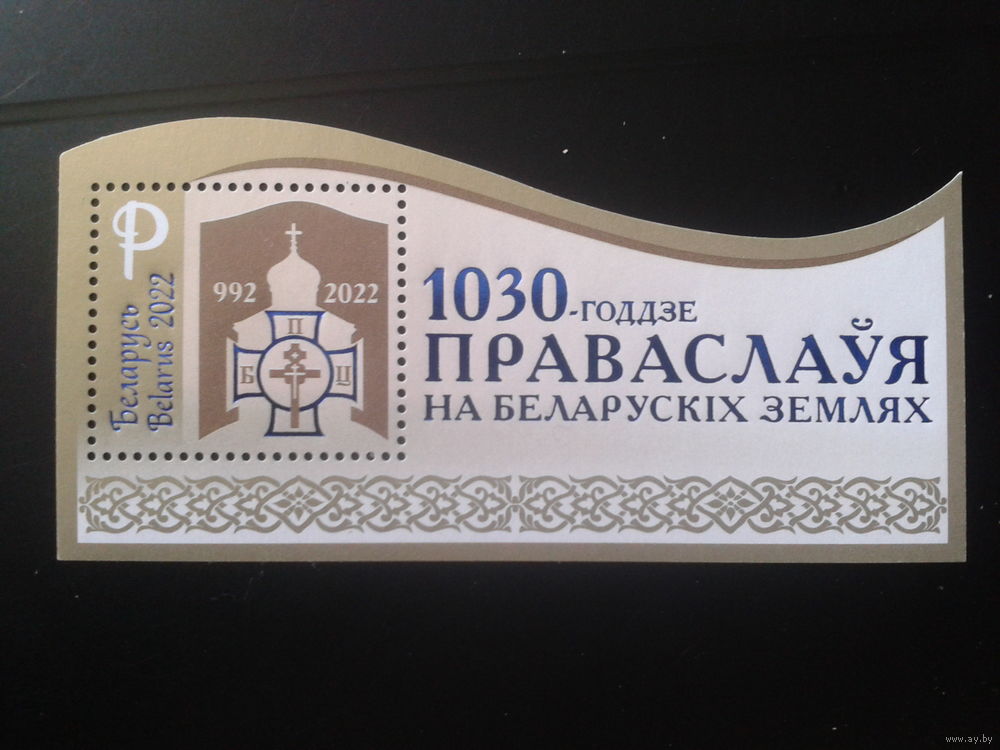 Р
Беларусь
Belarus 2022
992 2022
П
Б Ц
1030-годдзе
ПРАВАСЛАЎЯ
НА БЕЛАРУСКІХ ЗЕМЛЯХ
www.ay.by